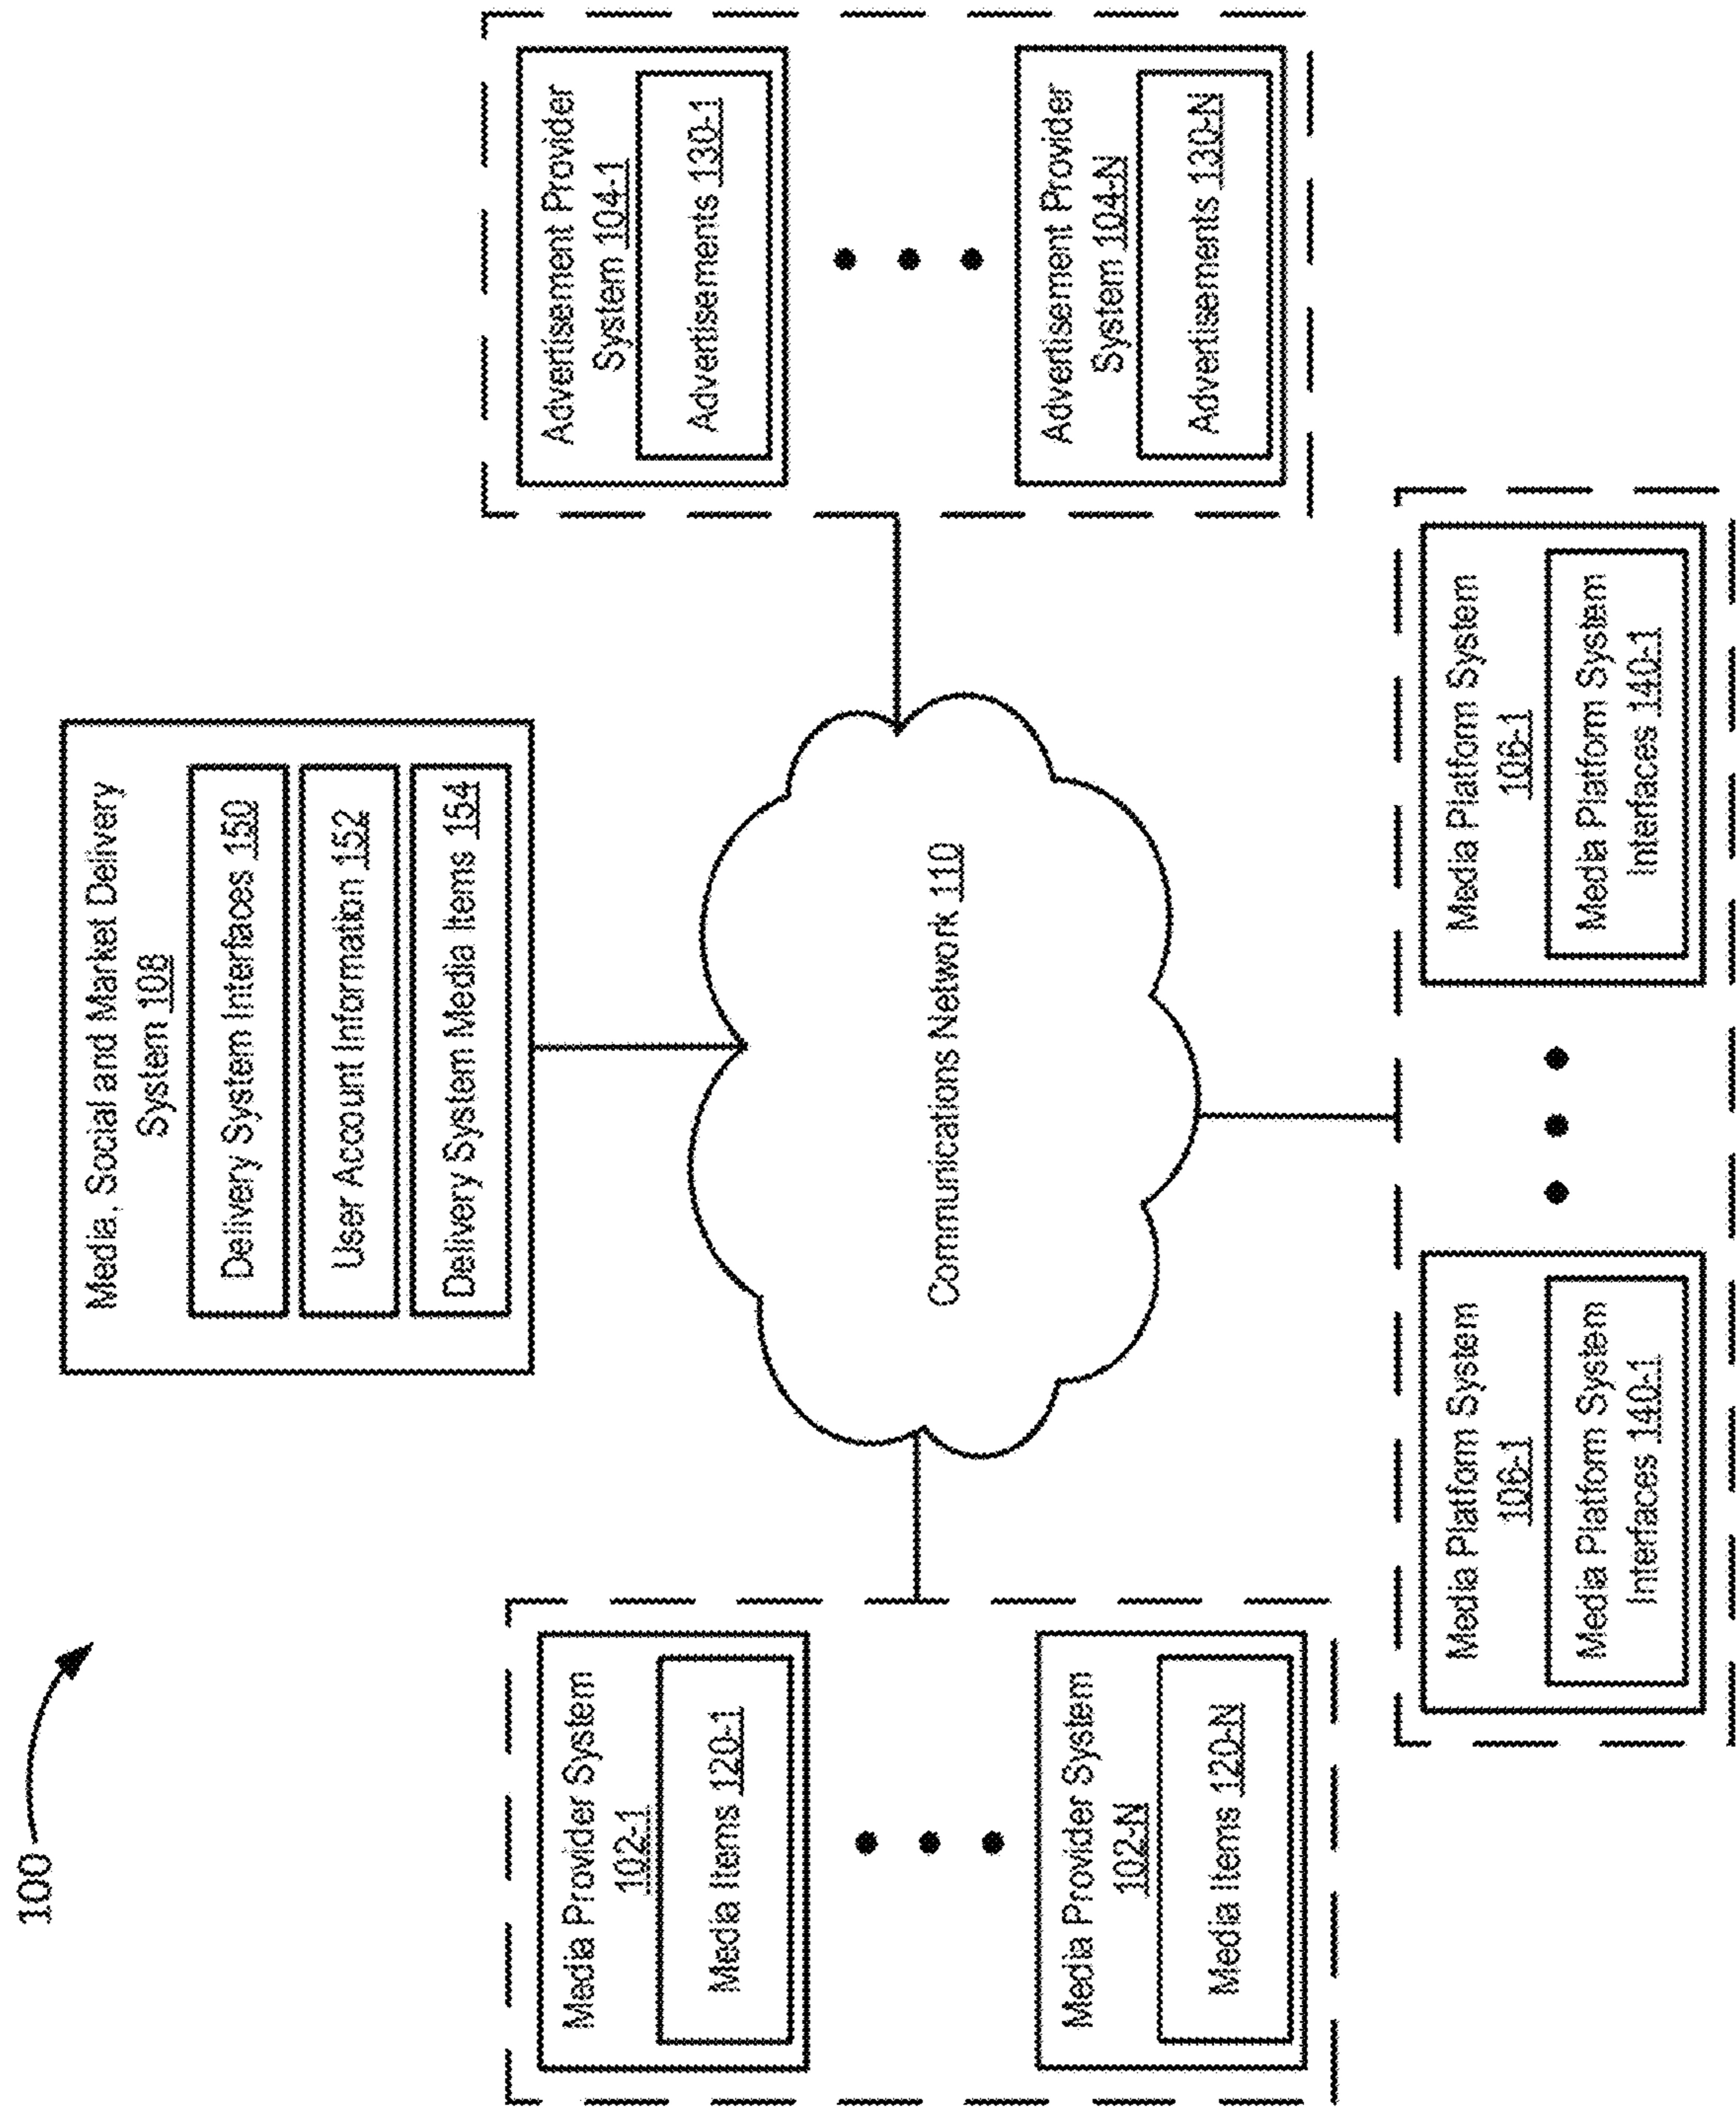 100
Media, Social and Market Delivery
System 108
Delivery System Interfaces 150
User Account Information 152
Delivery System Media Items 154
Media Provider System
102-1
Media Items 120-1
Media Provider System
102-N
Media Items 120-N
Communications Network 110
Advertisement Provider
System 104-1
Advertisements 130-1
Advertisement Provider
System 104-N
Advertisements 130-N
Media Platform System
106-1
Media Platform System
Interfaces 140-1
Media Platform System
106-1
Media Platform System
Interfaces 140-1